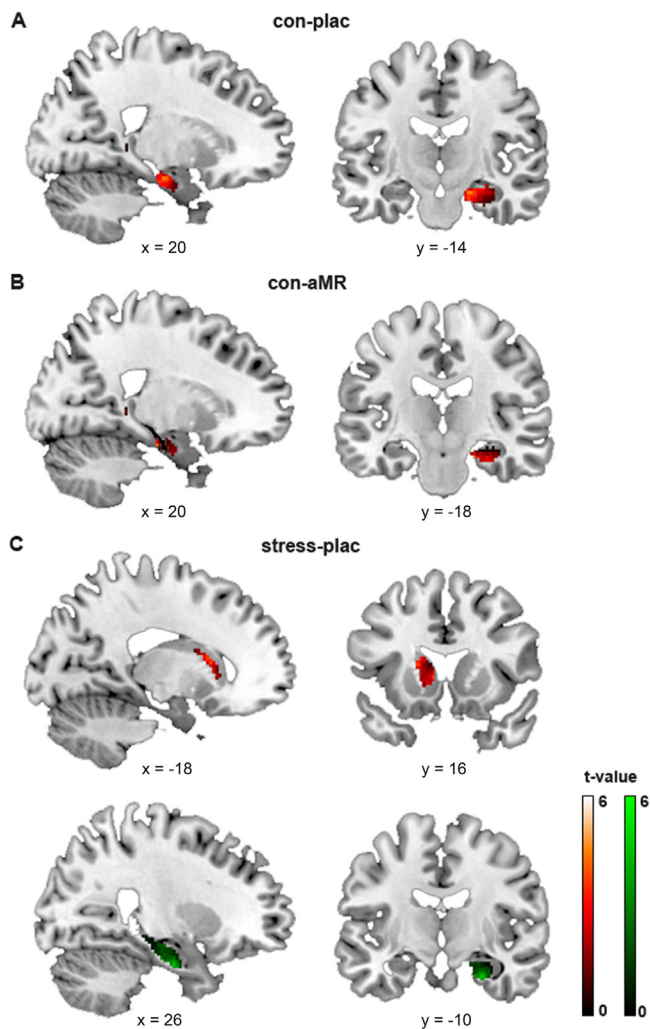 A
con-plac
x = 20
y = -14
B
con-aMR
x = 20
y = -18
C
stress-plac
x = -18
y = 16
t-value
6 6
0 0
x = 26
y = -10